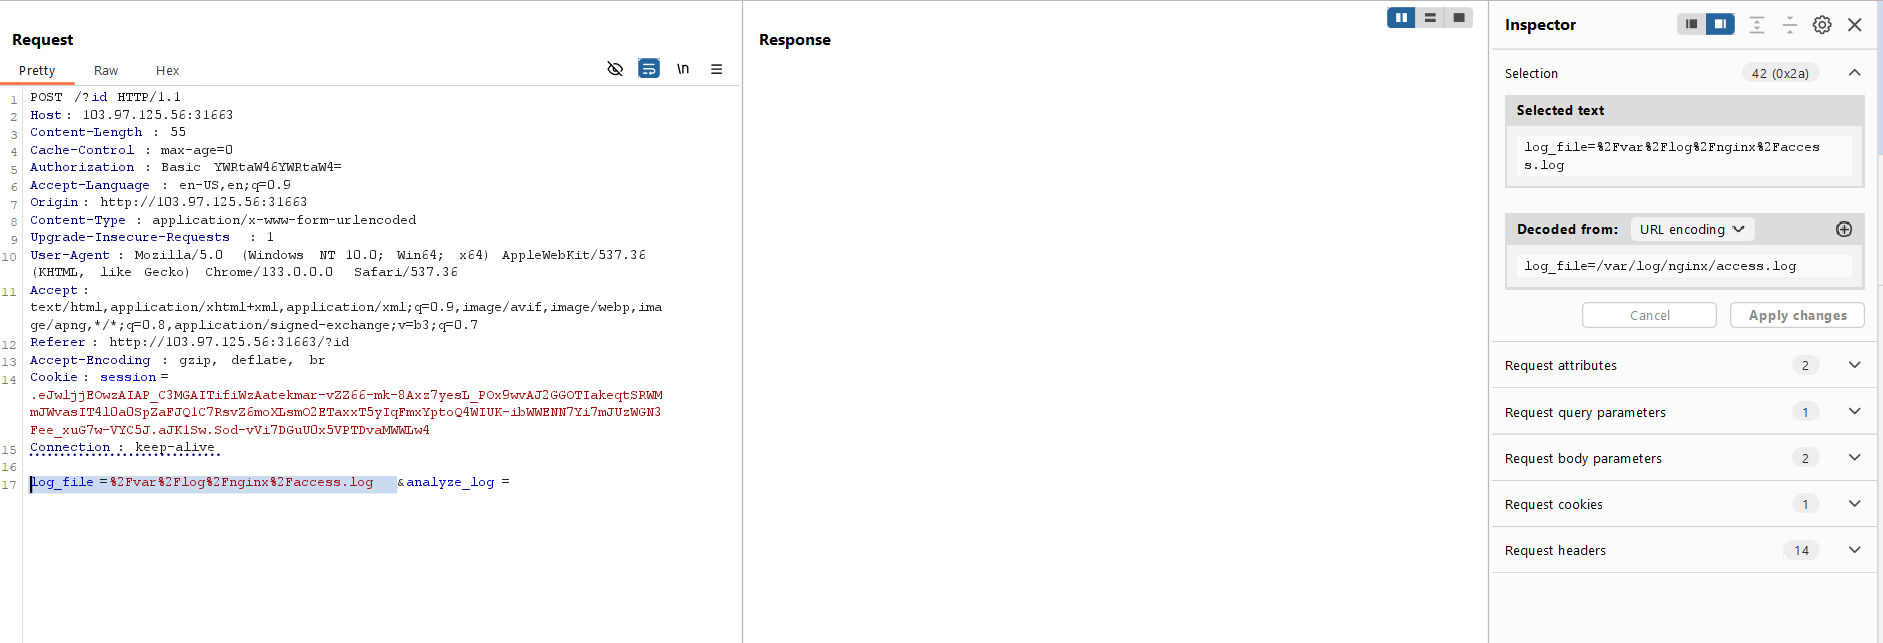 Request
Pretty Raw Hex
\n
1 POST /?id HTTP/1.1
2 Host: 103.97.125.56:31663
3 Content-Length : 55
4 Cache-Control : max-age=0
5 Authorization : Basic YWRtaW46YWRtaW4=
6 Accept-Language : en-US,en;q=0.9
7 Origin: http://103.97.125.56:31663
8 Content-Type : application/x-www-form-urlencoded
9 Upgrade-Insecure-Requests : 1
10 User-Agent: Mozilla/5.0 (Windows NT 10.0; Win64; x64) AppleWebKit/537.36
(KHTML, like Gecko) Chrome/133.0.0.0 Safari/537.36
11 Accept:
text/html,application/xhtml+xml,application/xml;q=0.9,image/avif,image/webp,ima
ge/apng,*/*;q=0.8,application/signed-exchange;v=b3;q=0.7
12 Referer: http://103.97.125.56:31663/?id
13 Accept-Encoding : gzip, deflate, br
14 Cookie: session=
.eJwljjEOwzAIAP_C3MGAITifiWzAatekmar-vZZ66-mk-8Axz7yesL_POx9wvAJ2GGOTIakeqtSRWM
mJWvasIT4l0a0SpZaFJQ1C7RsvZ6moXLsmO2ETaxxT5yIqFmxYptoQ4WIUK-ibWWENN7Yi7mJUzWGN3
Fee_xuG7w-VYC5J.aJK1Sw.Sod-vVi7DGuU0x5VPTDvaMWWLw4
15 Connection : keep-alive
16
17 log_file=%2Fvar%2Flog%2Fnginx%2Faccess.log &analyze_log =
Response
Inspector
Selection 42 (0x2a)
Selected text
log_file=%2Fvar%2Flog%2Fnginx%2Facces
s.log
Decoded from: URL encoding
log_file=/var/log/nginx/access.log
Cancel Apply changes
Request attributes 2
Request query parameters 1
Request body parameters 2
Request cookies 1
Request headers 14